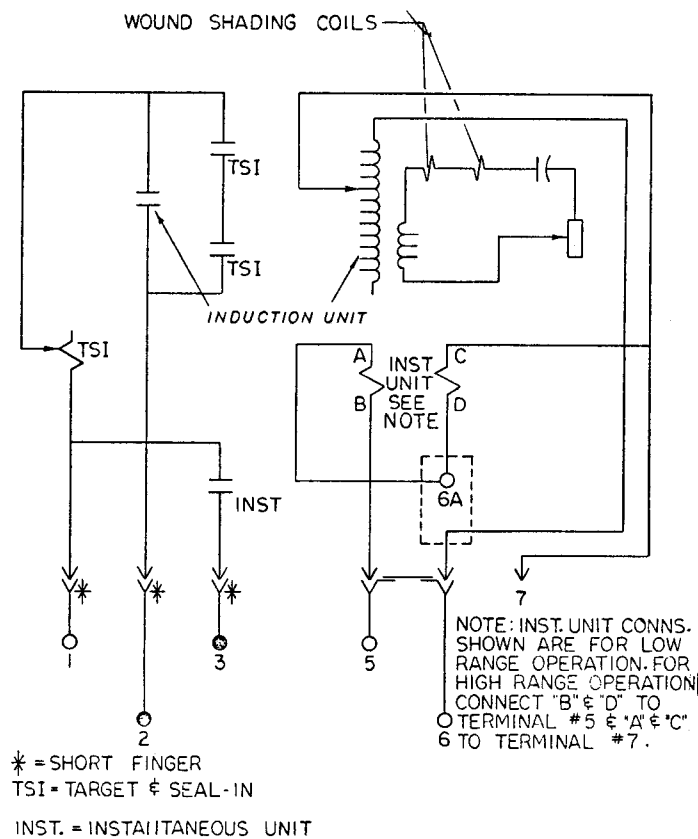 WOUND SHADING COILS
TSI
TSI
INDUCTION UNIT
TSI
A
B
INST
UNIT
SEE
NOTE
C
D
6A
INST
*
*
*
1
2
3
5
6
7
NOTE: INST. UNIT CONNS.
SHOWN ARE FOR LOW
RANGE OPERATION. FOR
HIGH RANGE OPERATION
CONNECT "B" & "D" TO
TERMINAL #5 & "A" & "C"
TO TERMINAL #7.
* = SHORT FINGER
TSI = TARGET & SEAL-IN
INST. = INSTANTANEOUS UNIT